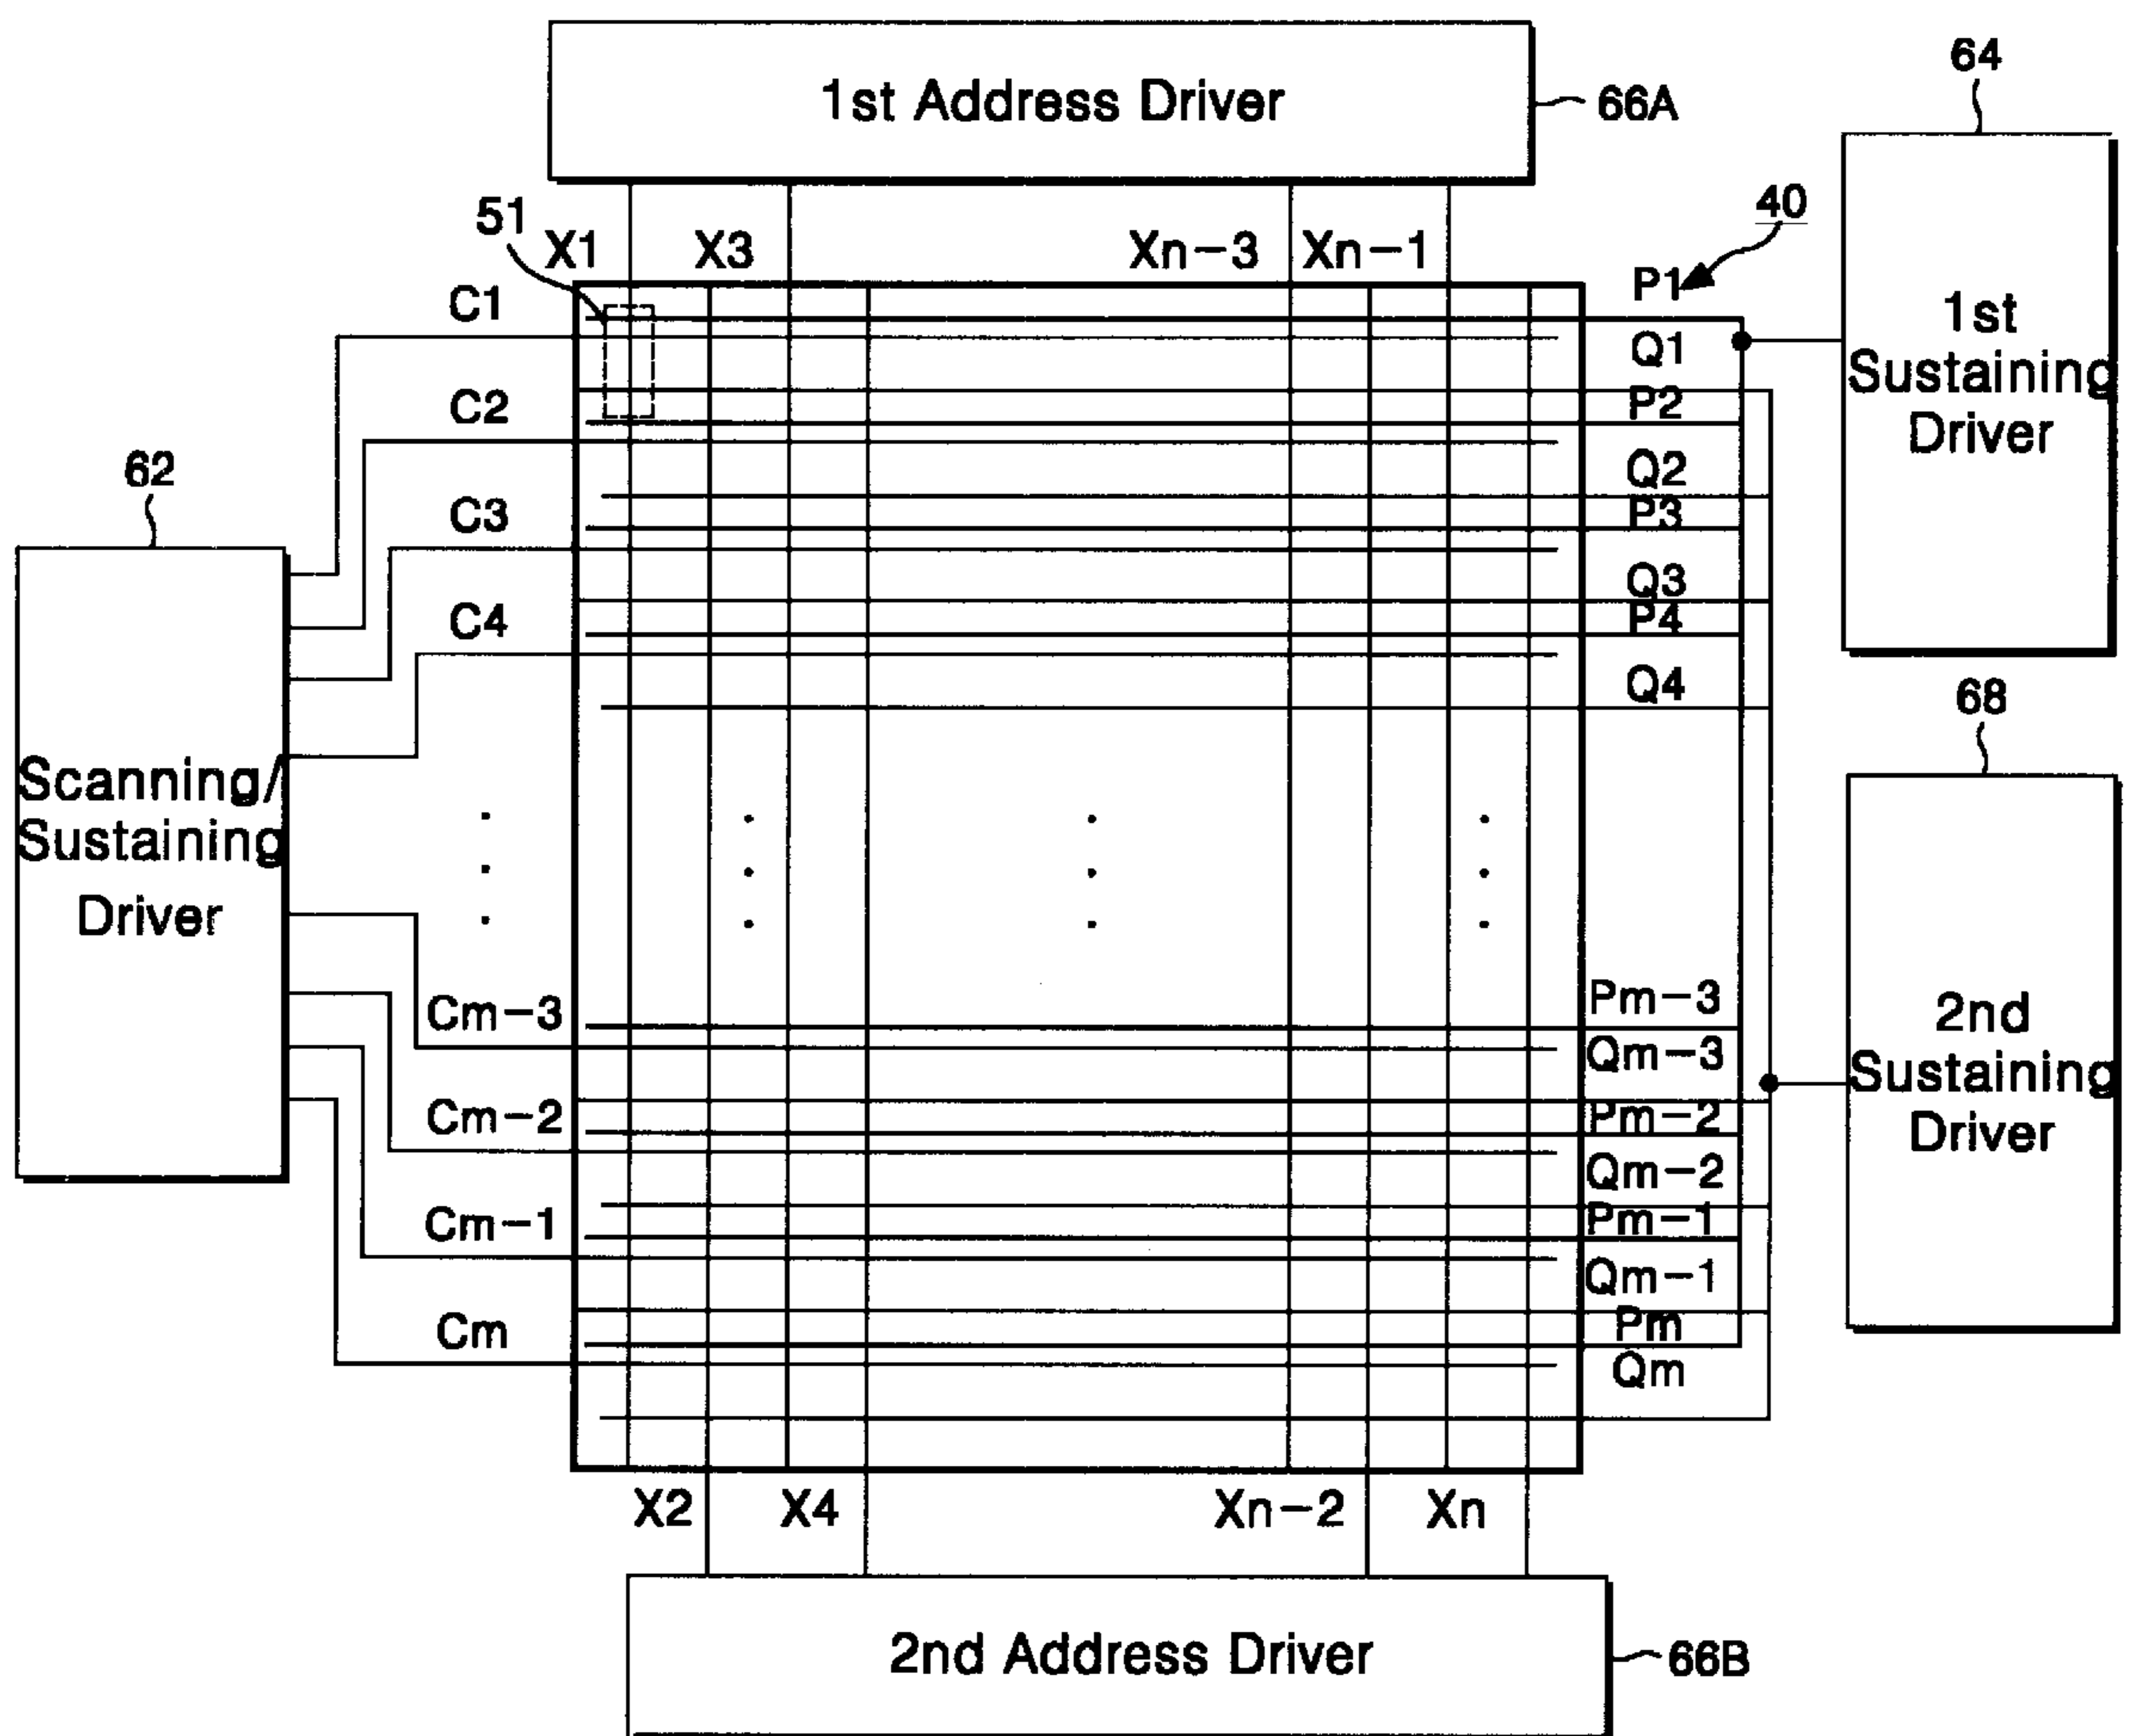 1st Address Driver
66A
64
51
X1
X3
Xn-3
Xn-1
40
P1
C1
Q1
1st
Sustaining
Driver
C2
P2
62
Q2
C3
P3
Q3
C4
P4
Q4
68
Scanning/
Sustaining
Driver
Cm-3
Pm-3
Qm-3
2nd
Sustaining
Driver
Cm-2
Pm-2
Qm-2
Cm-1
Pm-1
Qm-1
Cm
Pm
Qm
X2
X4
Xn-2
Xn
2nd Address Driver
66B